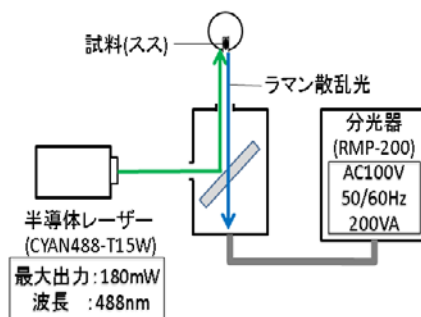 試料(スス)
ラマン散乱光
分光器
(RMP-200)
AC100V
50/60Hz
200VA
半導体レーザー
(CYAN488-T15W)
最大出力:180mW
波長 :488nm